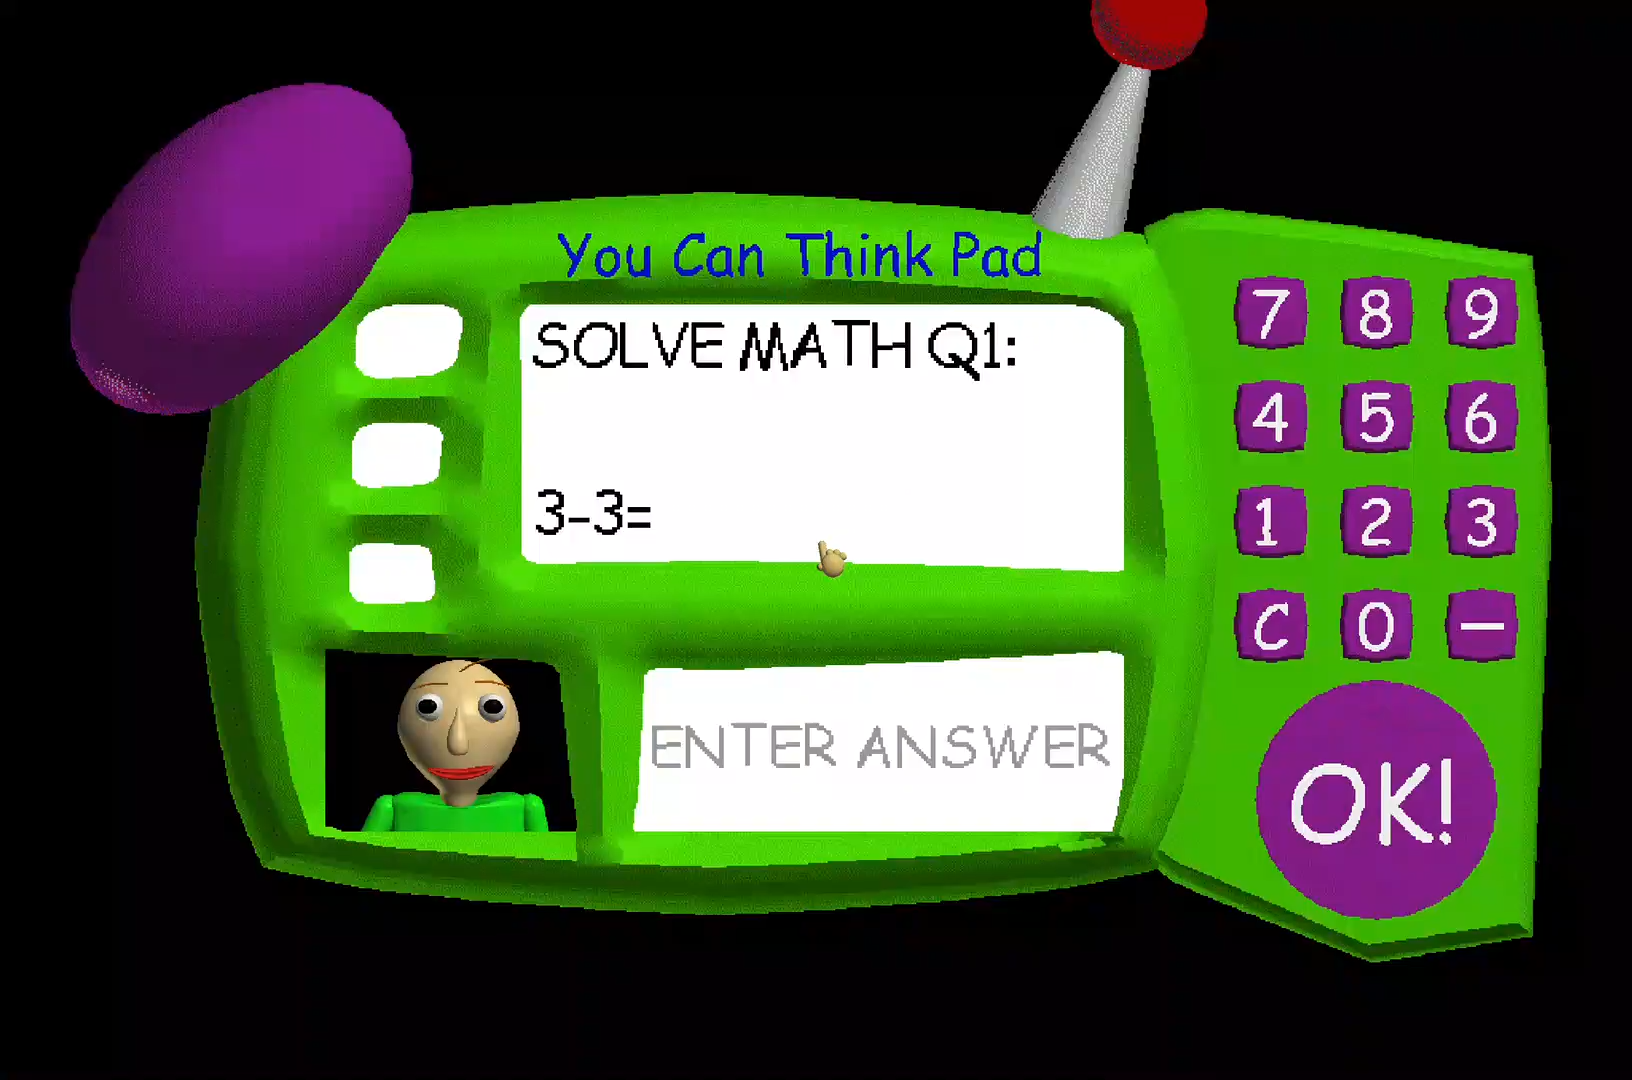 You Can Think Pad
SOLVE MATH Q1:
3-3=
ENTER ANSWER
7 8 9
4 5 6
1 2 3
C 0 —
OK!